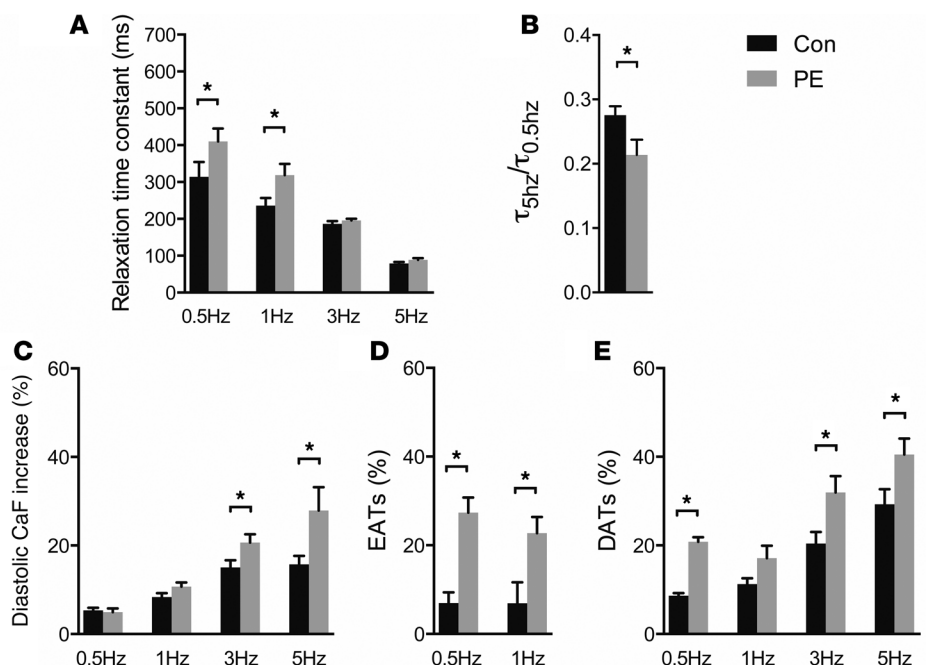 A
Relaxation time constant (ms)
700
600
500
400
300
200
100
0
*
*
0.5Hz 1Hz 3Hz 5Hz
B
τ5hz/τ0.5hz
0.4
0.3
0.2
0.1
0.0
*
Con
PE
C
Diastolic CaF increase (%)
60
40
20
0
*
*
0.5Hz 1Hz 3Hz 5Hz
D
EATs (%)
60
40
20
0
*
*
0.5Hz 1Hz
E
DATs (%)
60
40
20
0
*
*
*
0.5Hz 1Hz 3Hz 5Hz